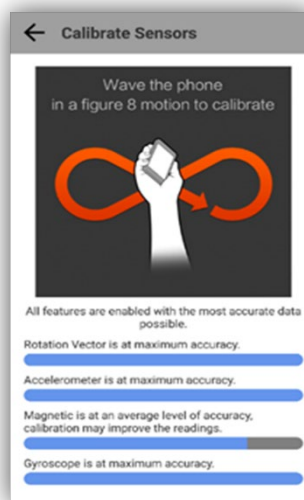 Calibrate Sensors
Wave the phone
in a figure 8 motion to calibrate
All features are enabled with the most accurate data
possible.
Rotation Vector is at maximum accuracy.
Accelerometer is at maximum accuracy.
Magnetic is at an average level of accuracy,
calibration may improve the readings.
Gyroscope is at maximum accuracy.